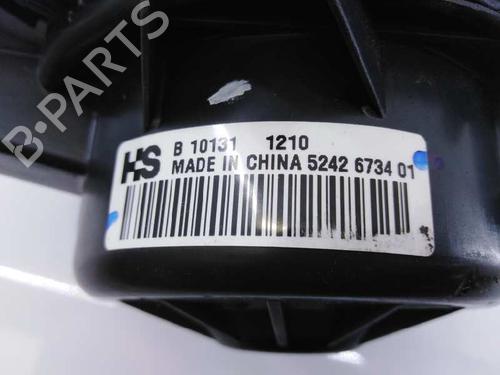 HS B 10131 1210
MADE IN CHINA 5242 6734 01
B-PARTS